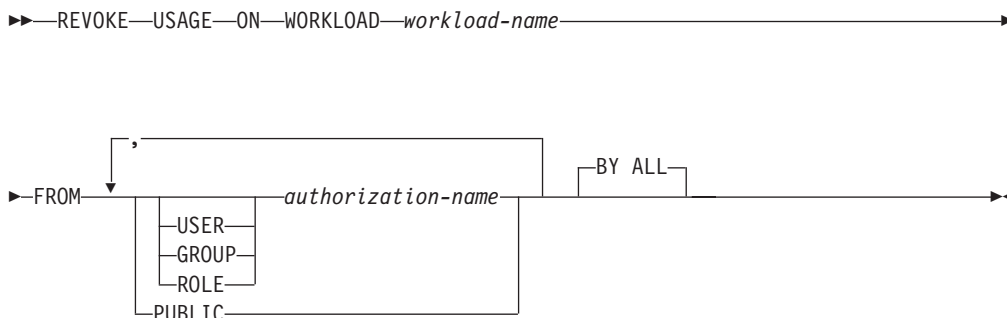 REVOKE USAGE ON WORKLOAD workload-name
,
BY ALL
FROM authorization-name
USER
GROUP
ROLE
PUBLIC